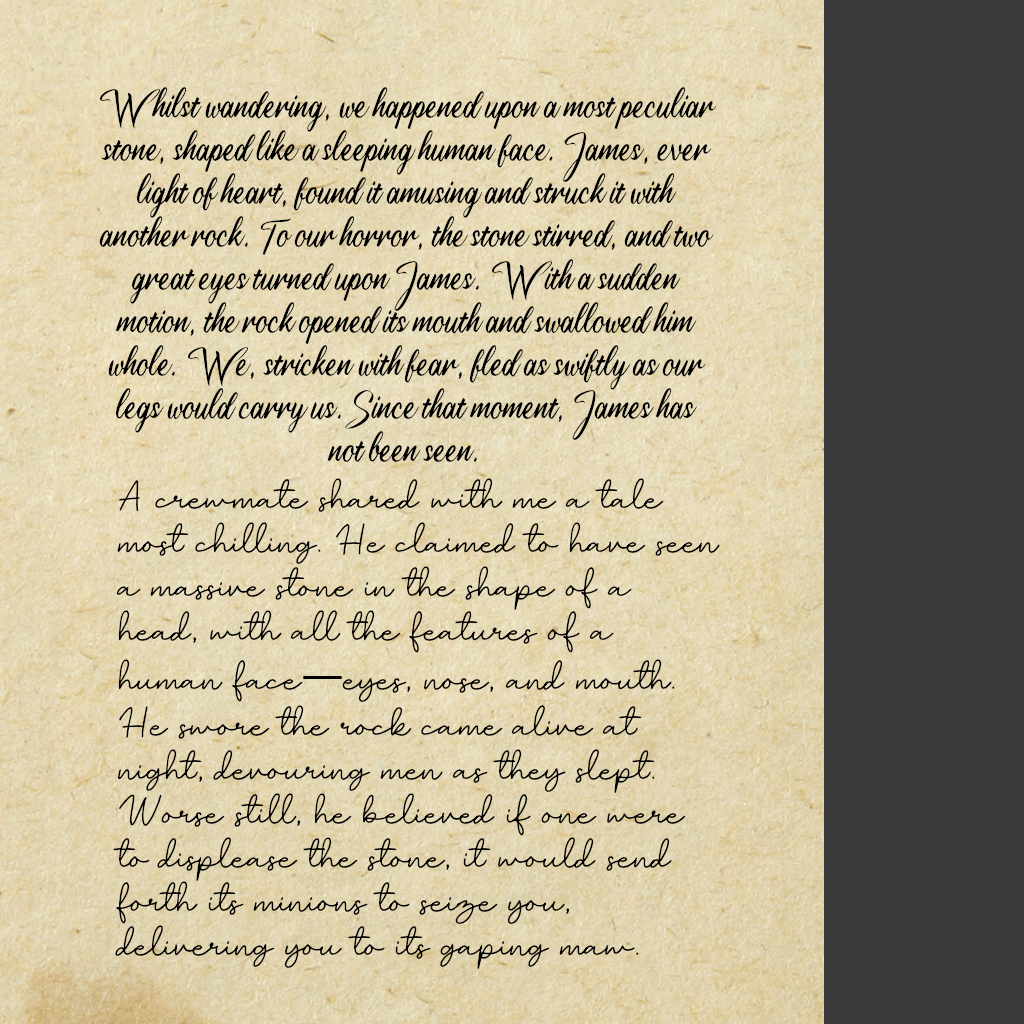 Whilst wandering, we happened upon a most peculiar
stone, shaped like a sleeping human face. James, ever
light of heart, found it amusing and struck it with
another rock. To our horror, the stone stirred, and two
great eyes turned upon James. With a sudden
motion, the rock opened its mouth and swallowed him
whole. We, stricken with fear, fled as swiftly as our
legs would carry us. Since that moment, James has
not been seen.
A crewmate shared with me a tale
most chilling. He claimed to have seen
a massive stone in the shape of a
head, with all the features of a
human face—eyes, nose, and mouth.
He swore the rock came alive at
night, devouring men as they slept.
Worse still, he believed if one were
to displease the stone, it would send
forth its minions to seize you,
delivering you to its gaping maw.